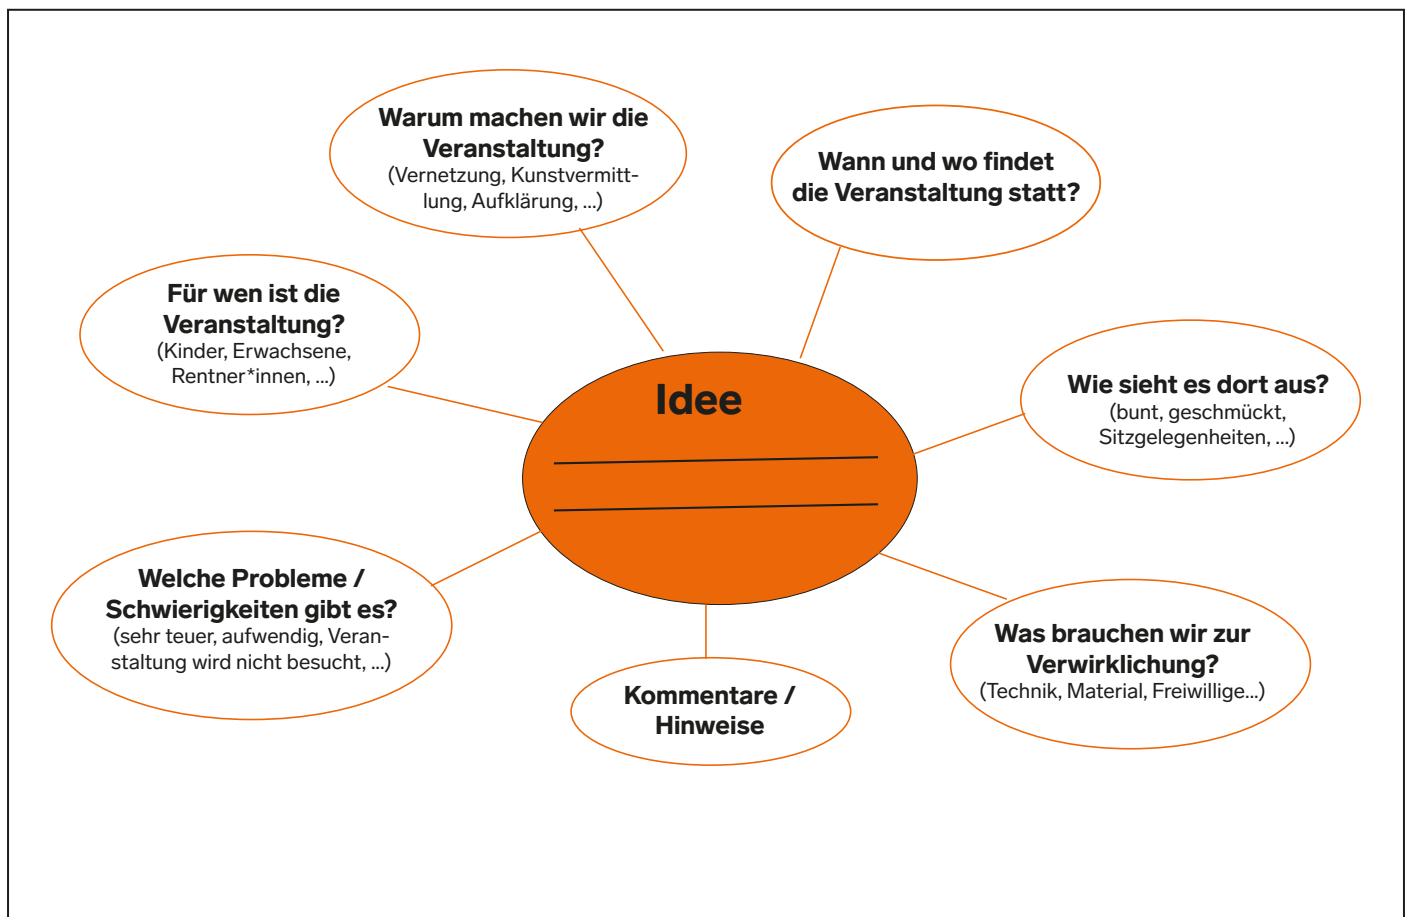 Warum machen wir die
Veranstaltung?
(Vernetzung, Kunstvermitt-
lung, Aufklärung, ...)
Wann und wo findet
die Veranstaltung statt?
Für wen ist die
Veranstaltung?
(Kinder, Erwachsene,
Rentner*innen, ...)
Idee
Wie sieht es dort aus?
(bunt, geschmückt,
Sitzgelegenheiten, ...)
Welche Probleme /
Schwierigkeiten gibt es?
(sehr teuer, aufwendig, Veran-
staltung wird nicht besucht, ...)
Kommentare /
Hinweise
Was brauchen wir zur
Verwirklichung?
(Technik, Material, Freiwillige...)